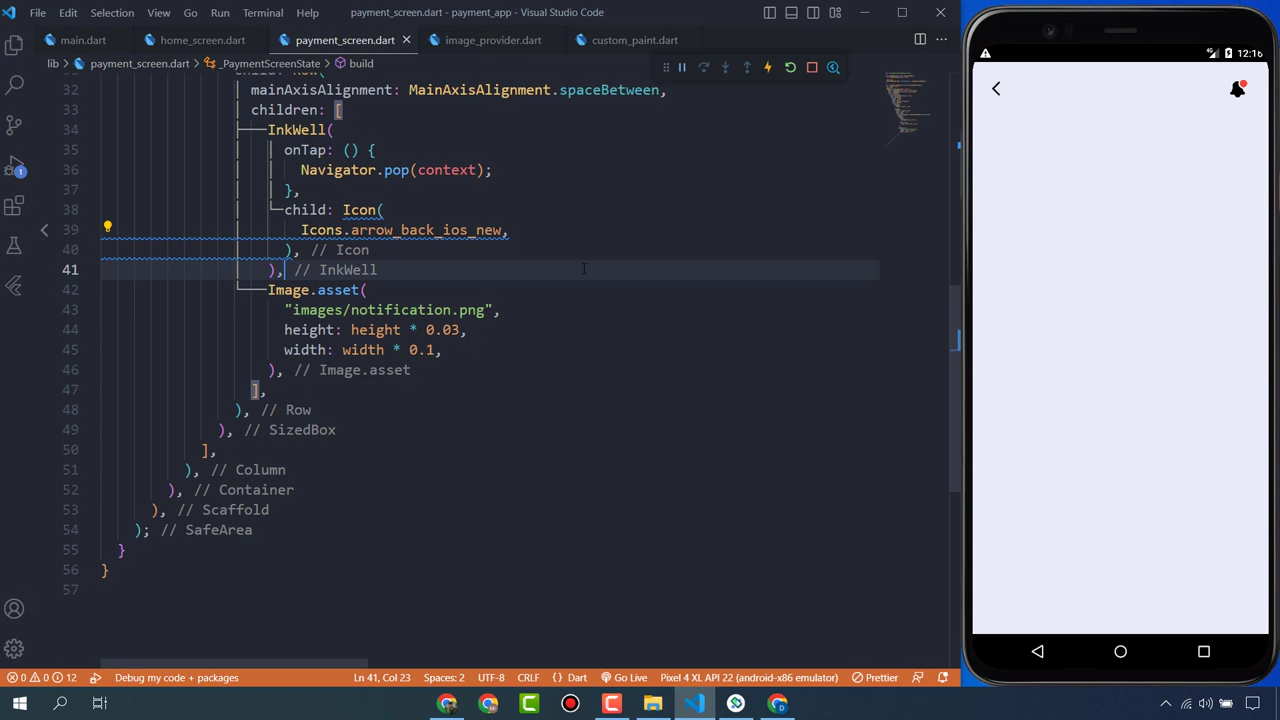 File Edit Selection View Go Run Terminal Help payment_screen.dart - payment_app - Visual Studio Code
main.dart home_screen.dart payment_screen.dart image_provider.dart custom_paint.dart
lib > payment_screen.dart > _PaymentScreenState > build
32 mainAxisAlignment: MainAxisAlignment.spaceBetween,
33 children: [
34 InkWell(
35 onTap: () {
36 Navigator.pop(context);
37 },
38 child: Icon(
39 Icons.arrow_back_ios_new,
40 ), // Icon
41 ), // InkWell
42 Image.asset(
43 "images/notification.png",
44 height: height * 0.03,
45 width: width * 0.1,
46 ), // Image.asset
47 ],
48 ), // Row
49 ), // SizedBox
50 ],
51 ), // Column
52 ), // Container
53 ), // Scaffold
54 ); // SafeArea
55 }
56 }
57
1
0 0 12 Debug my code + packages Ln 41, Col 23 Spaces: 2 UTF-8 CRLF {} Dart Go Live Pixel 4 XL API 22 (android-x86 emulator) Prettier
12:16